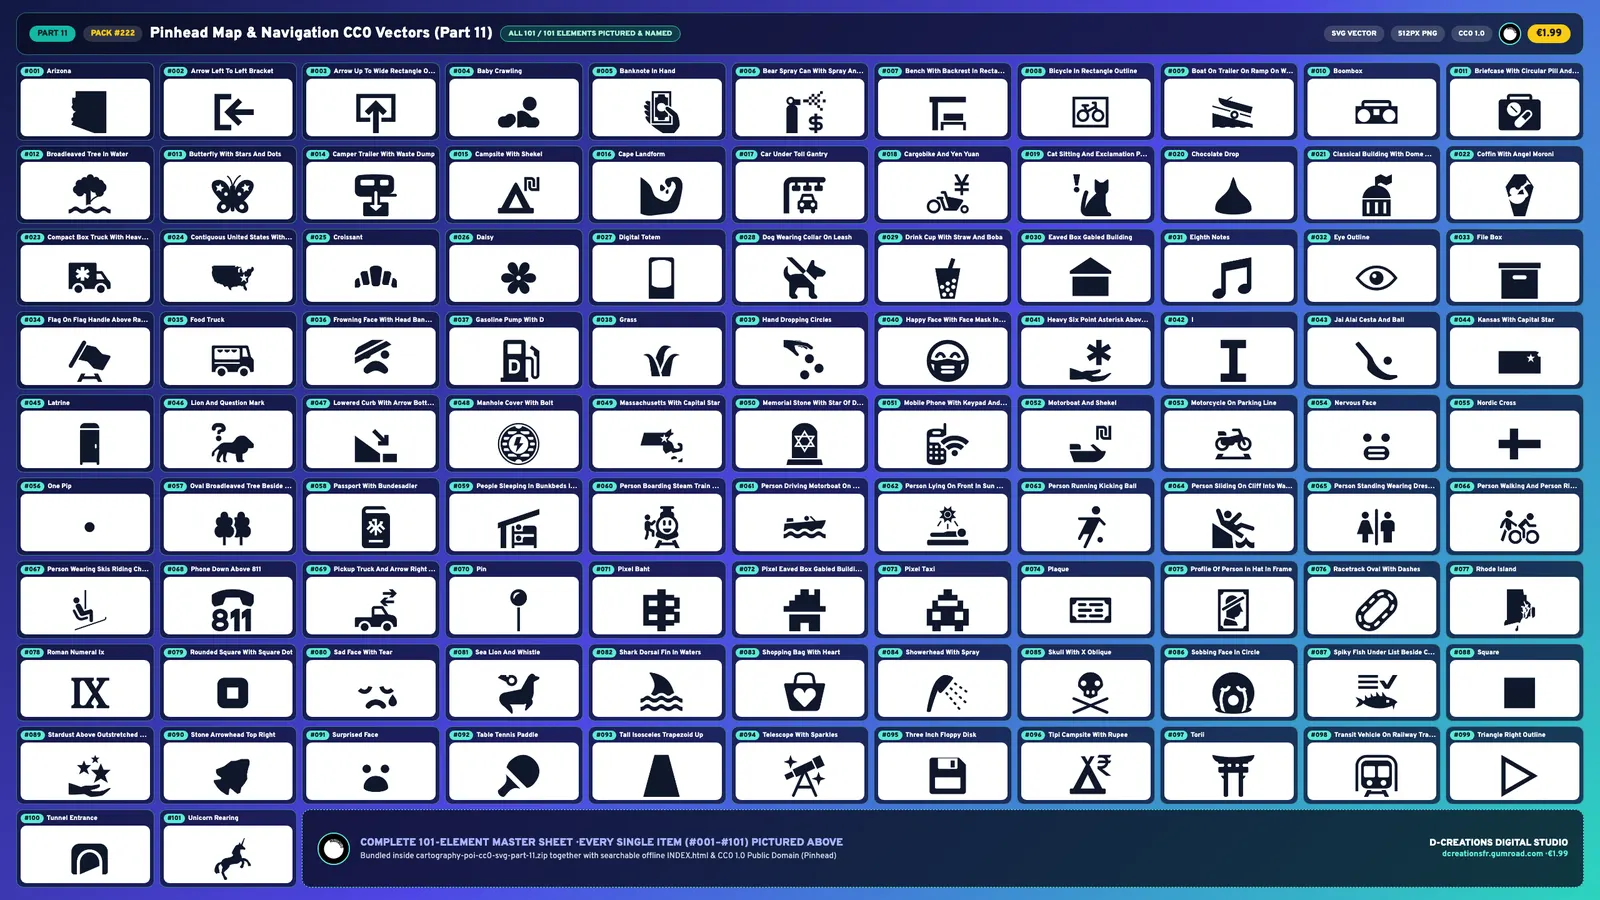 PART 11 PACK #222 Pinhead Map & Navigation CC0 Vectors (Part 11) ALL 101 / 101 ELEMENTS PICTURED & NAMED SVG VECTOR 512PX PNG CC0 1.0 €1.99
#001 Arizona
#002 Arrow Left To Left Bracket
#003 Arrow Up To Wide Rectangle O...
#004 Baby Crawling
#005 Banknote In Hand
#006 Bear Spray Can With Spray An...
#007 Bench With Backrest In Recta...
#008 Bicycle In Rectangle Outline
#009 Boat On Trailer On Ramp On W...
#010 Boombox
#011 Briefcase With Circular Pill And...
$
#012 Broadleaved Tree In Water
#013 Butterfly With Stars And Dots
#014 Camper Trailer With Waste Dump
#015 Campsite With Shekel
#016 Cape Landform
#017 Car Under Toll Gantry
#018 Cargobike And Yen Yuan
#019 Cat Sitting And Exclamation P...
#020 Chocolate Drop
#021 Classical Building With Dome ...
#022 Coffin With Angel Moroni
₪
¥
!
#023 Compact Box Truck With Heav...
#024 Contiguous United States With...
#025 Croissant
#026 Daisy
#027 Digital Totem
#028 Dog Wearing Collar On Leash
#029 Drink Cup With Straw And Boba
#030 Eaved Box Gabled Building
#031 Eighth Notes
#032 Eye Outline
#033 File Box
#034 Flag On Flag Handle Above Ra...
#035 Food Truck
#036 Frowning Face With Head Ban...
#037 Gasoline Pump With D
#038 Grass
#039 Hand Dropping Circles
#040 Happy Face With Face Mask In...
#041 Heavy Six Point Asterisk Abov...
#042 I
#043 Jai Alai Cesta And Ball
#044 Kansas With Capital Star
D
I
#045 Latrine
#046 Lion And Question Mark
#047 Lowered Curb With Arrow Bott...
#048 Manhole Cover With Bolt
#049 Massachusetts With Capital Star
#050 Memorial Stone With Star Of D...
#051 Mobile Phone With Keypad And...
#052 Motorboat And Shekel
#053 Motorcycle On Parking Line
#054 Nervous Face
#055 Nordic Cross
?
₪
#056 One Pip
#057 Oval Broadleaved Tree Beside ...
#058 Passport With Bundesadler
#059 People Sleeping In Bunkbeds I...
#060 Person Boarding Steam Train ...
#061 Person Driving Motorboat On ...
#062 Person Lying On Front In Sun ...
#063 Person Running Kicking Ball
#064 Person Sliding On Cliff Into Wa...
#065 Person Standing Wearing Dres...
#066 Person Walking And Person Ri...
#067 Person Wearing Skis Riding Ch...
#068 Phone Down Above 811
#069 Pickup Truck And Arrow Right ...
#070 Pin
#071 Pixel Baht
#072 Pixel Eaved Box Gabled Buildi...
#073 Pixel Taxi
#074 Plaque
#075 Profile Of Person In Hat In Frame
#076 Racetrack Oval With Dashes
#077 Rhode Island
811
#078 Roman Numeral Ix
#079 Rounded Square With Square Dot
#080 Sad Face With Tear
#081 Sea Lion And Whistle
#082 Shark Dorsal Fin In Waters
#083 Shopping Bag With Heart
#084 Showerhead With Spray
#085 Skull With X Oblique
#086 Sobbing Face In Circle
#087 Spiky Fish Under List Beside C...
#088 Square
IX
#089 Stardust Above Outstretched ...
#090 Stone Arrowhead Top Right
#091 Surprised Face
#092 Table Tennis Paddle
#093 Tall Isosceles Trapezoid Up
#094 Telescope With Sparkles
#095 Three Inch Floppy Disk
#096 Tipi Campsite With Rupee
#097 Torii
#098 Transit Vehicle On Railway Tra...
#099 Triangle Right Outline
₹
#100 Tunnel Entrance
#101 Unicorn Rearing
COMPLETE 101-ELEMENT MASTER SHEET · EVERY SINGLE ITEM (#001–#101) PICTURED ABOVE
Bundled inside cartography-poi-cc0-svg-part-11.zip together with searchable offline INDEX.html & CC0 1.0 Public Domain (Pinhead)
D-CREATIONS DIGITAL STUDIO
dcreationsfr.gumroad.com · €1.99